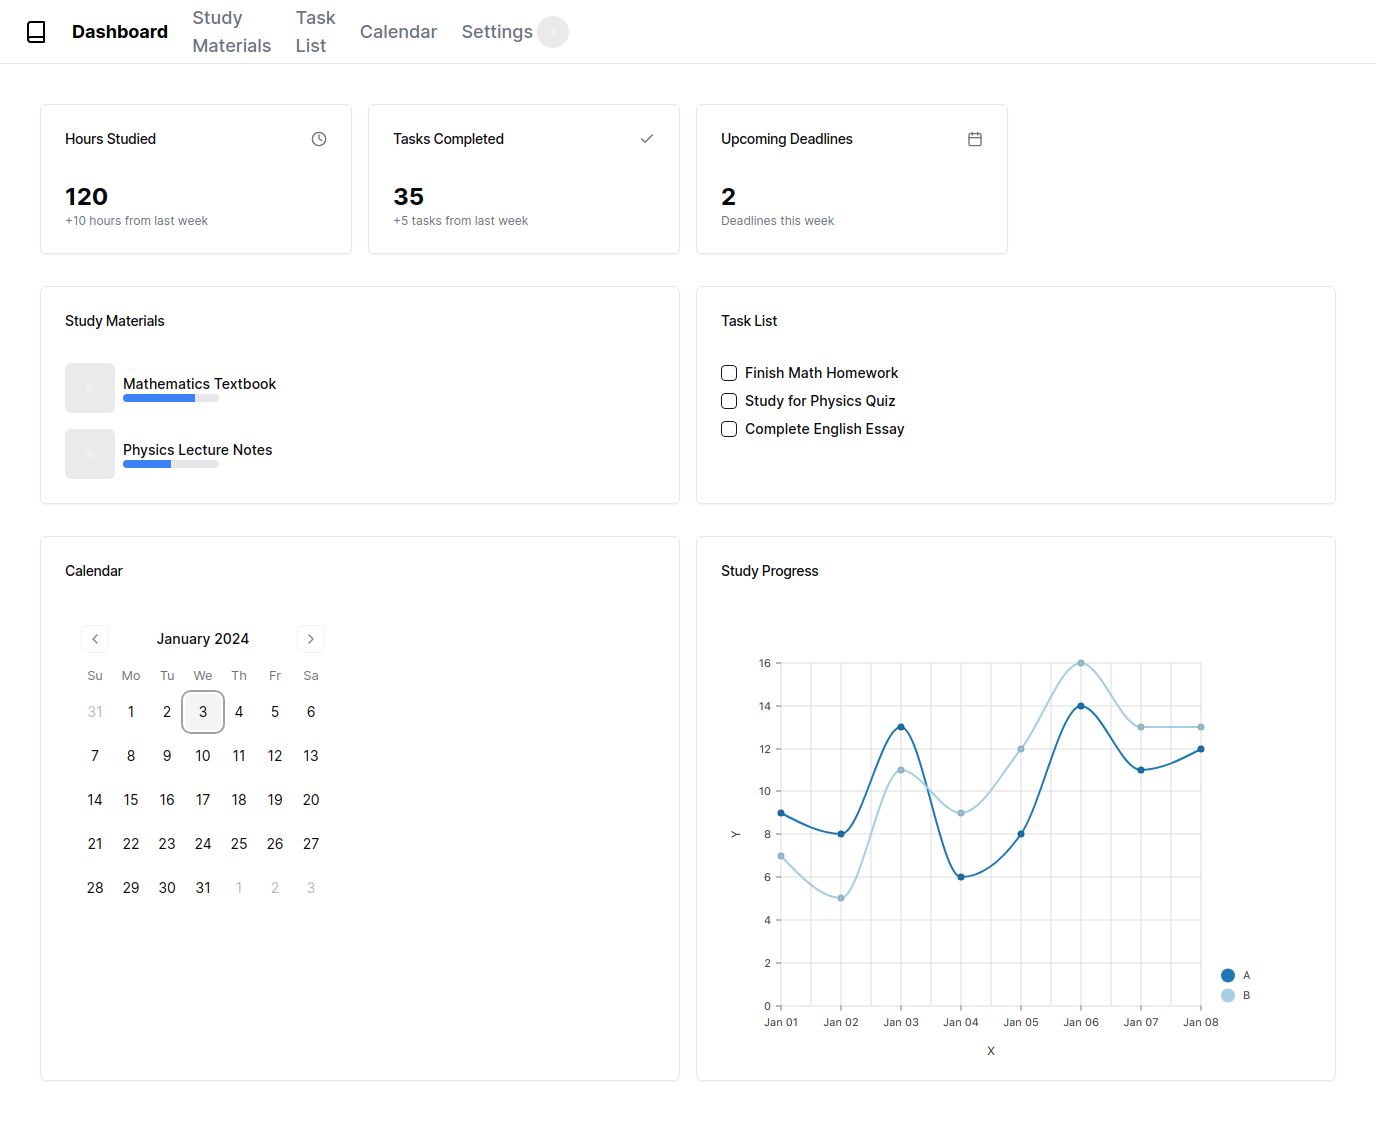 Dashboard
Study
Materials
Task
List
Calendar
Settings
Hours Studied
120
+10 hours from last week
Tasks Completed
35
+5 tasks from last week
Upcoming Deadlines
2
Deadlines this week
Study Materials
Mathematics Textbook
Physics Lecture Notes
Task List
Finish Math Homework
Study for Physics Quiz
Complete English Essay
Calendar
January 2024
Su Mo Tu We Th Fr Sa
31 1 2 3 4 5 6
7 8 9 10 11 12 13
14 15 16 17 18 19 20
21 22 23 24 25 26 27
28 29 30 31 1 2 3
Study Progress
16
14
12
10
8
6
4
2
0
Y
Jan 01 Jan 02 Jan 03 Jan 04 Jan 05 Jan 06 Jan 07 Jan 08
X
A
B